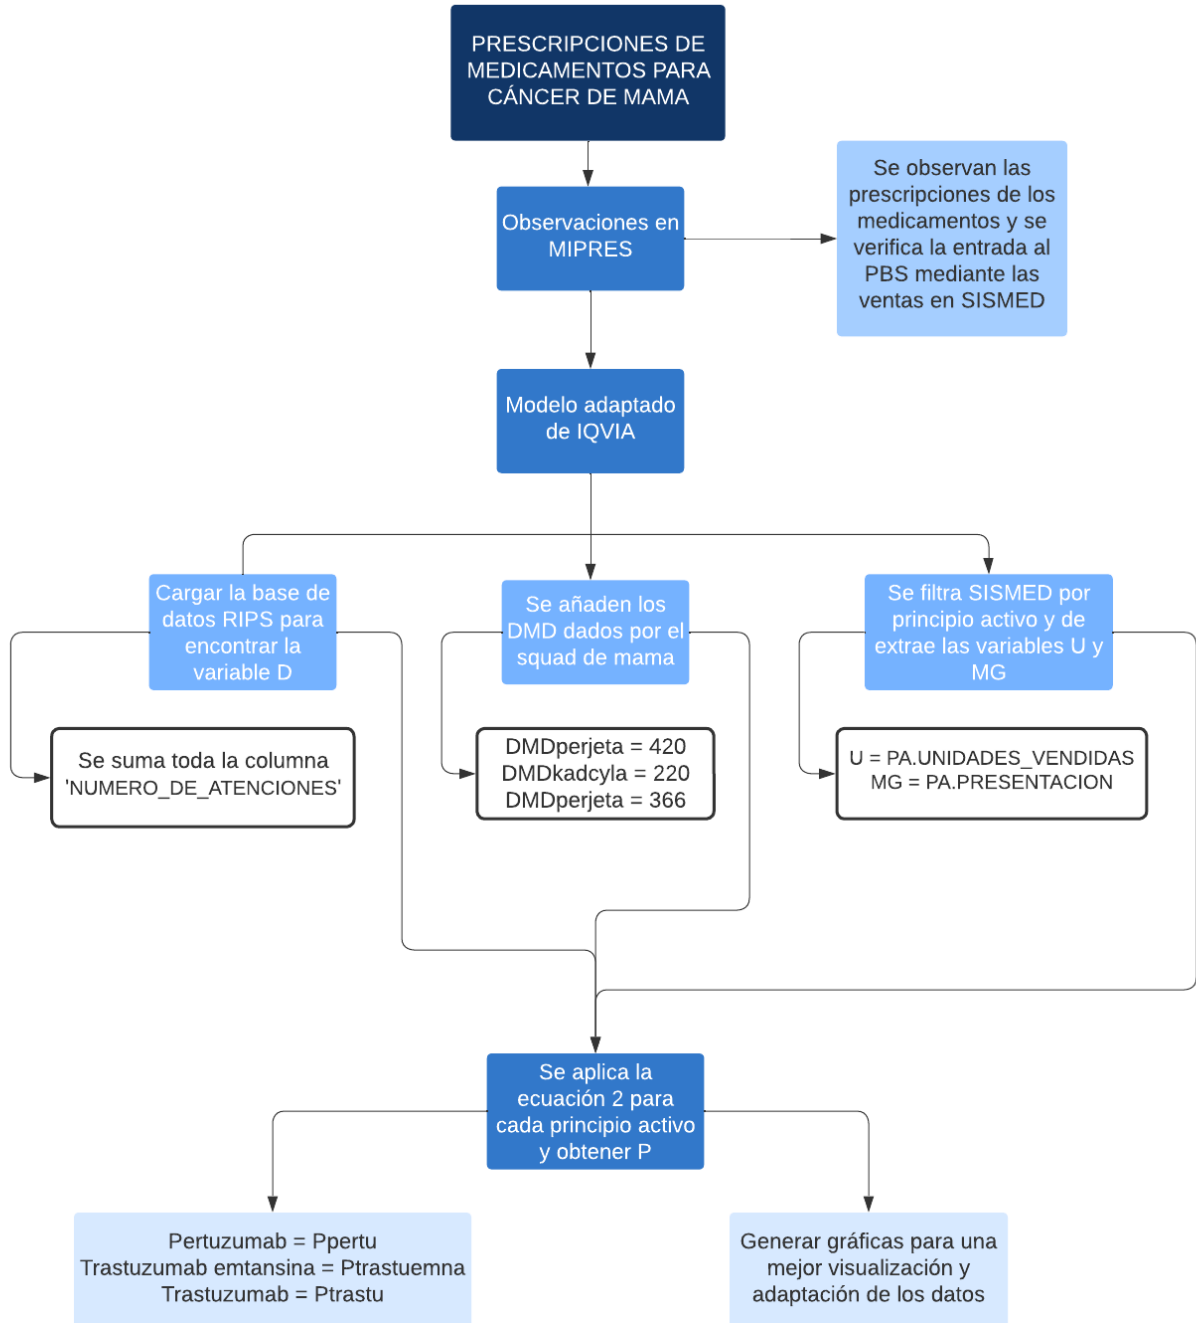 PRESCRIPCIONES DE
MEDICAMENTOS PARA
CÁNCER DE MAMA
Observaciones en
MIPRES
Se observan las
prescripciones de los
medicamentos y se
verifica la entrada al
PBS mediante las
ventas en SISMED
Modelo adaptado
de IQVIA
Cargar la base de
datos RIPS para
encontrar la
variable D
Se añaden los
DMD dados por el
squad de mama
Se filtra SISMED por
principio activo y de
extrae las variables U y
MG
Se suma toda la columna
'NUMERO_DE_ATENCIONES'
DMDperjeta = 420
DMDkadcyla = 220
DMDperjeta = 366
U = PA.UNIDADES_VENDIDAS
MG = PA.PRESENTACION
Se aplica la
ecuación 2 para
cada principio activo
y obtener P
Pertuzumab = Ppertu
Trastuzumab emtansina = Ptrastuemna
Trastuzumab = Ptrastu
Generar gráficas para una
mejor visualización y
adaptación de los datos